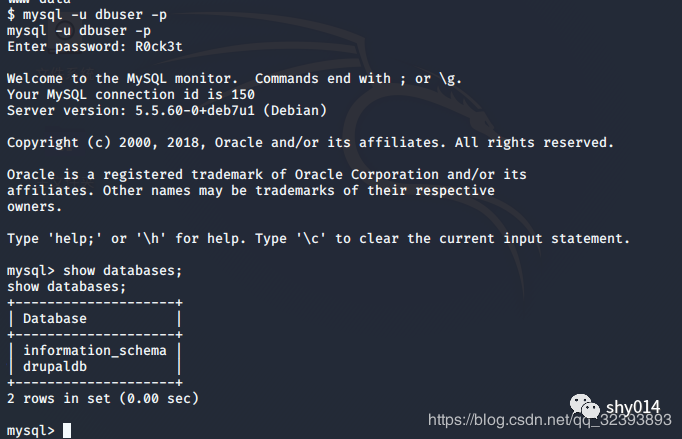 www-data
$ mysql -u dbuser -p
mysql -u dbuser -p
Enter password: R0ck3t
Welcome to the MySQL monitor.  Commands end with ; or \g.
Your MySQL connection id is 150
Server version: 5.5.60-0+deb7u1 (Debian)
Copyright (c) 2000, 2018, Oracle and/or its affiliates. All rights reserved.
Oracle is a registered trademark of Oracle Corporation and/or its
affiliates. Other names may be trademarks of their respective
owners.
Type 'help;' or '\h' for help. Type '\c' to clear the current input statement.
mysql> show databases;
show databases;
+--------------------+
| Database           |
+--------------------+
| information_schema |
| drupaldb           |
+--------------------+
2 rows in set (0.00 sec)
mysql>
shy014
https://blog.csdn.net/qq_32393893